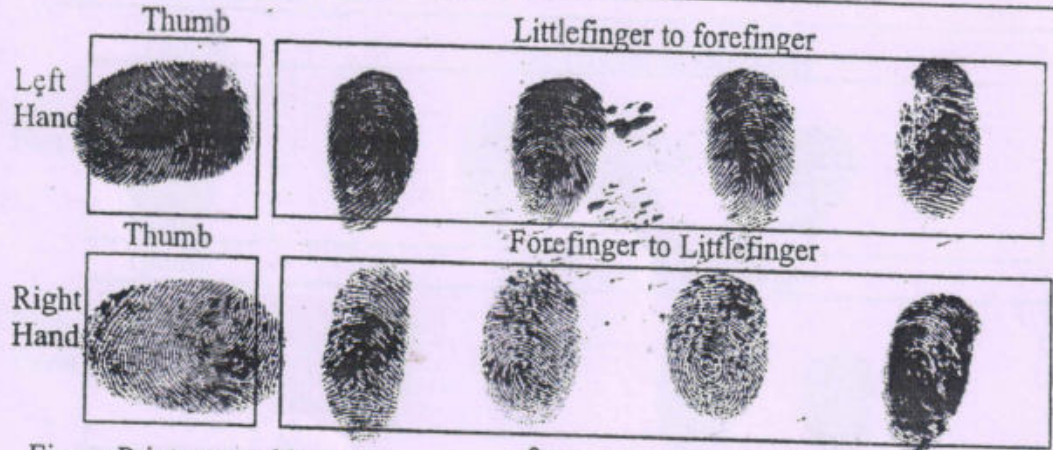 Thumb
Littlefinger to forefinger
Left
Hand
Thumb
Forefinger to Littlefinger
Right
Hand